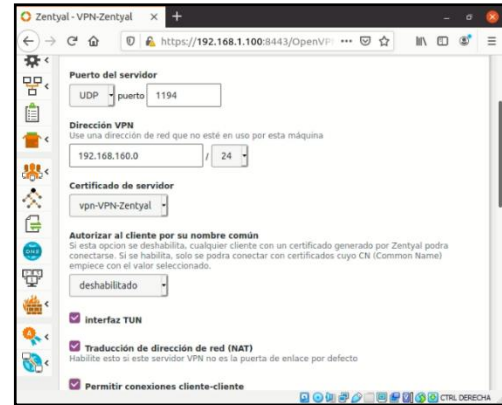 Zentyal - VPN-Zentyal
https://192.168.1.100:8443/OpenVP
Puerto del servidor
UDP puerto 1194
Dirección VPN
Use una dirección de red que no esté en uso por esta máquina
192.168.160.0 / 24
Certificado de servidor
vpn-VPN-Zentyal
Autorizar al cliente por su nombre común
Si esta opcion se deshabilita, cualquier cliente con un certificado generado por Zentyal podra
conectarse. Si se habilita, solo se podra conectar con certificados cuyo CN (Common Name)
empiece con el valor seleccionado.
deshabilitado
interfaz TUN
Traducción de dirección de red (NAT)
Habilite esto si este servidor VPN no es la puerta de enlace por defecto
Permitir conexiones cliente-cliente
CTRL DERECHA